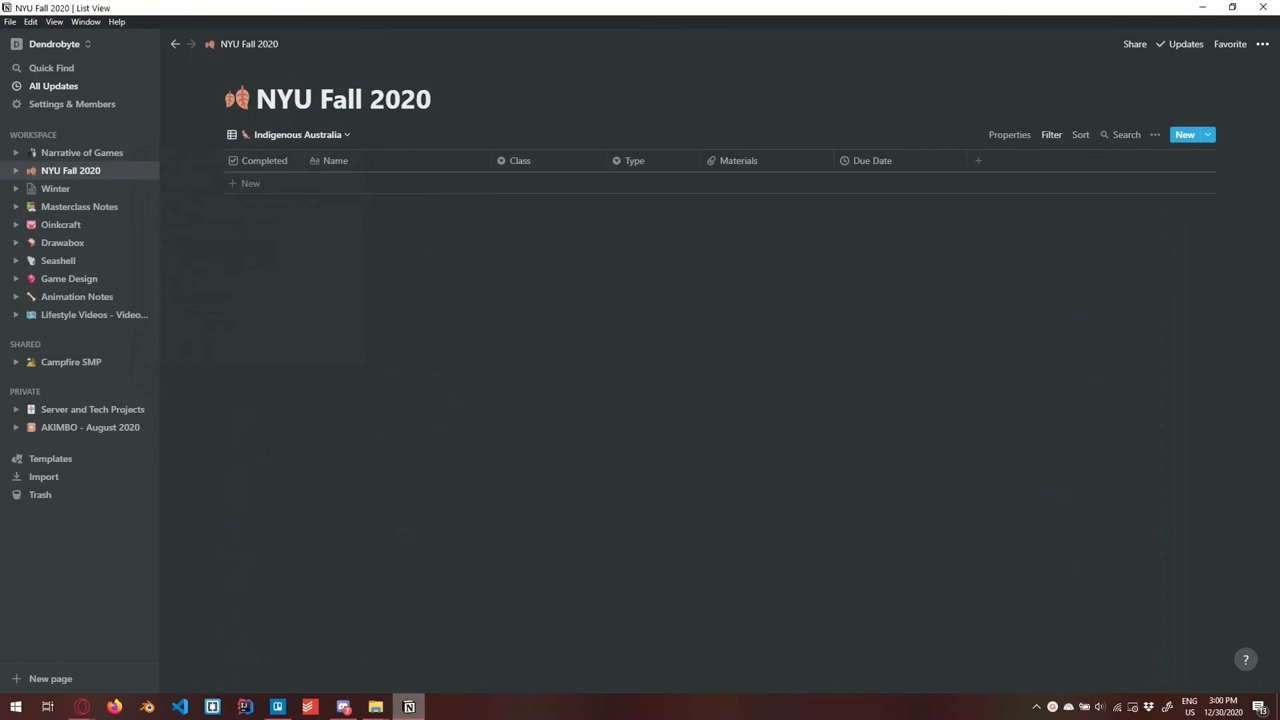 NYU Fall 2020 | List View
File Edit View Window Help
Dendrobyte
NYU Fall 2020
Share Updates Favorite
Quick Find
All Updates
Settings & Members
NYU Fall 2020
WORKSPACE
Indigenous Australia
Properties Filter Sort Search New
Narrative of Games
Completed Name Class Type Materials Due Date
NYU Fall 2020
New
Winter
Masterclass Notes
Oinkcraft
Drawabox
Seashell
Game Design
Animation Notes
Lifestyle Videos - Video...
SHARED
Campfire SMP
PRIVATE
Server and Tech Projects
AKIMBO - August 2020
Templates
Import
Trash
New page
?
ENG
US
3:00 PM
12/30/2020